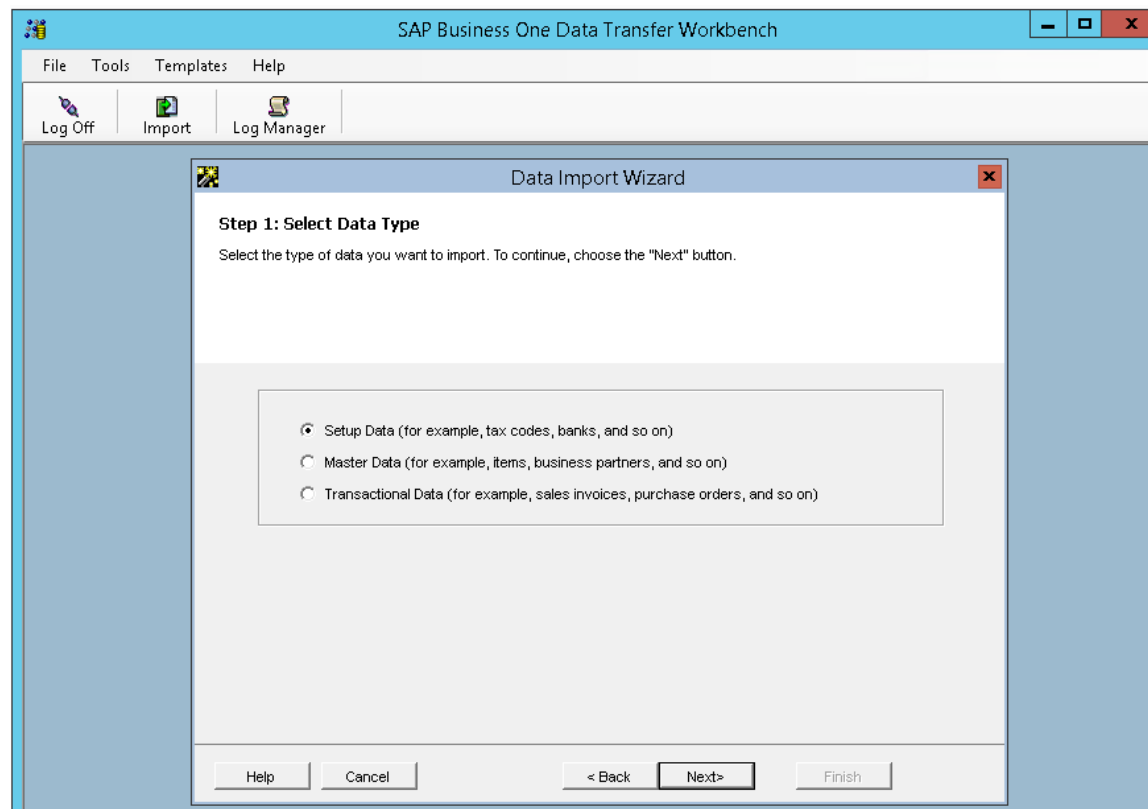 SAP Business One Data Transfer Workbench
File Tools Templates Help
Log Off Import Log Manager
Data Import Wizard
Step 1: Select Data Type
Select the type of data you want to import. To continue, choose the "Next" button.
Setup Data (for example, tax codes, banks, and so on)
Master Data (for example, items, business partners, and so on)
Transactional Data (for example, sales invoices, purchase orders, and so on)
Help Cancel < Back Next> Finish